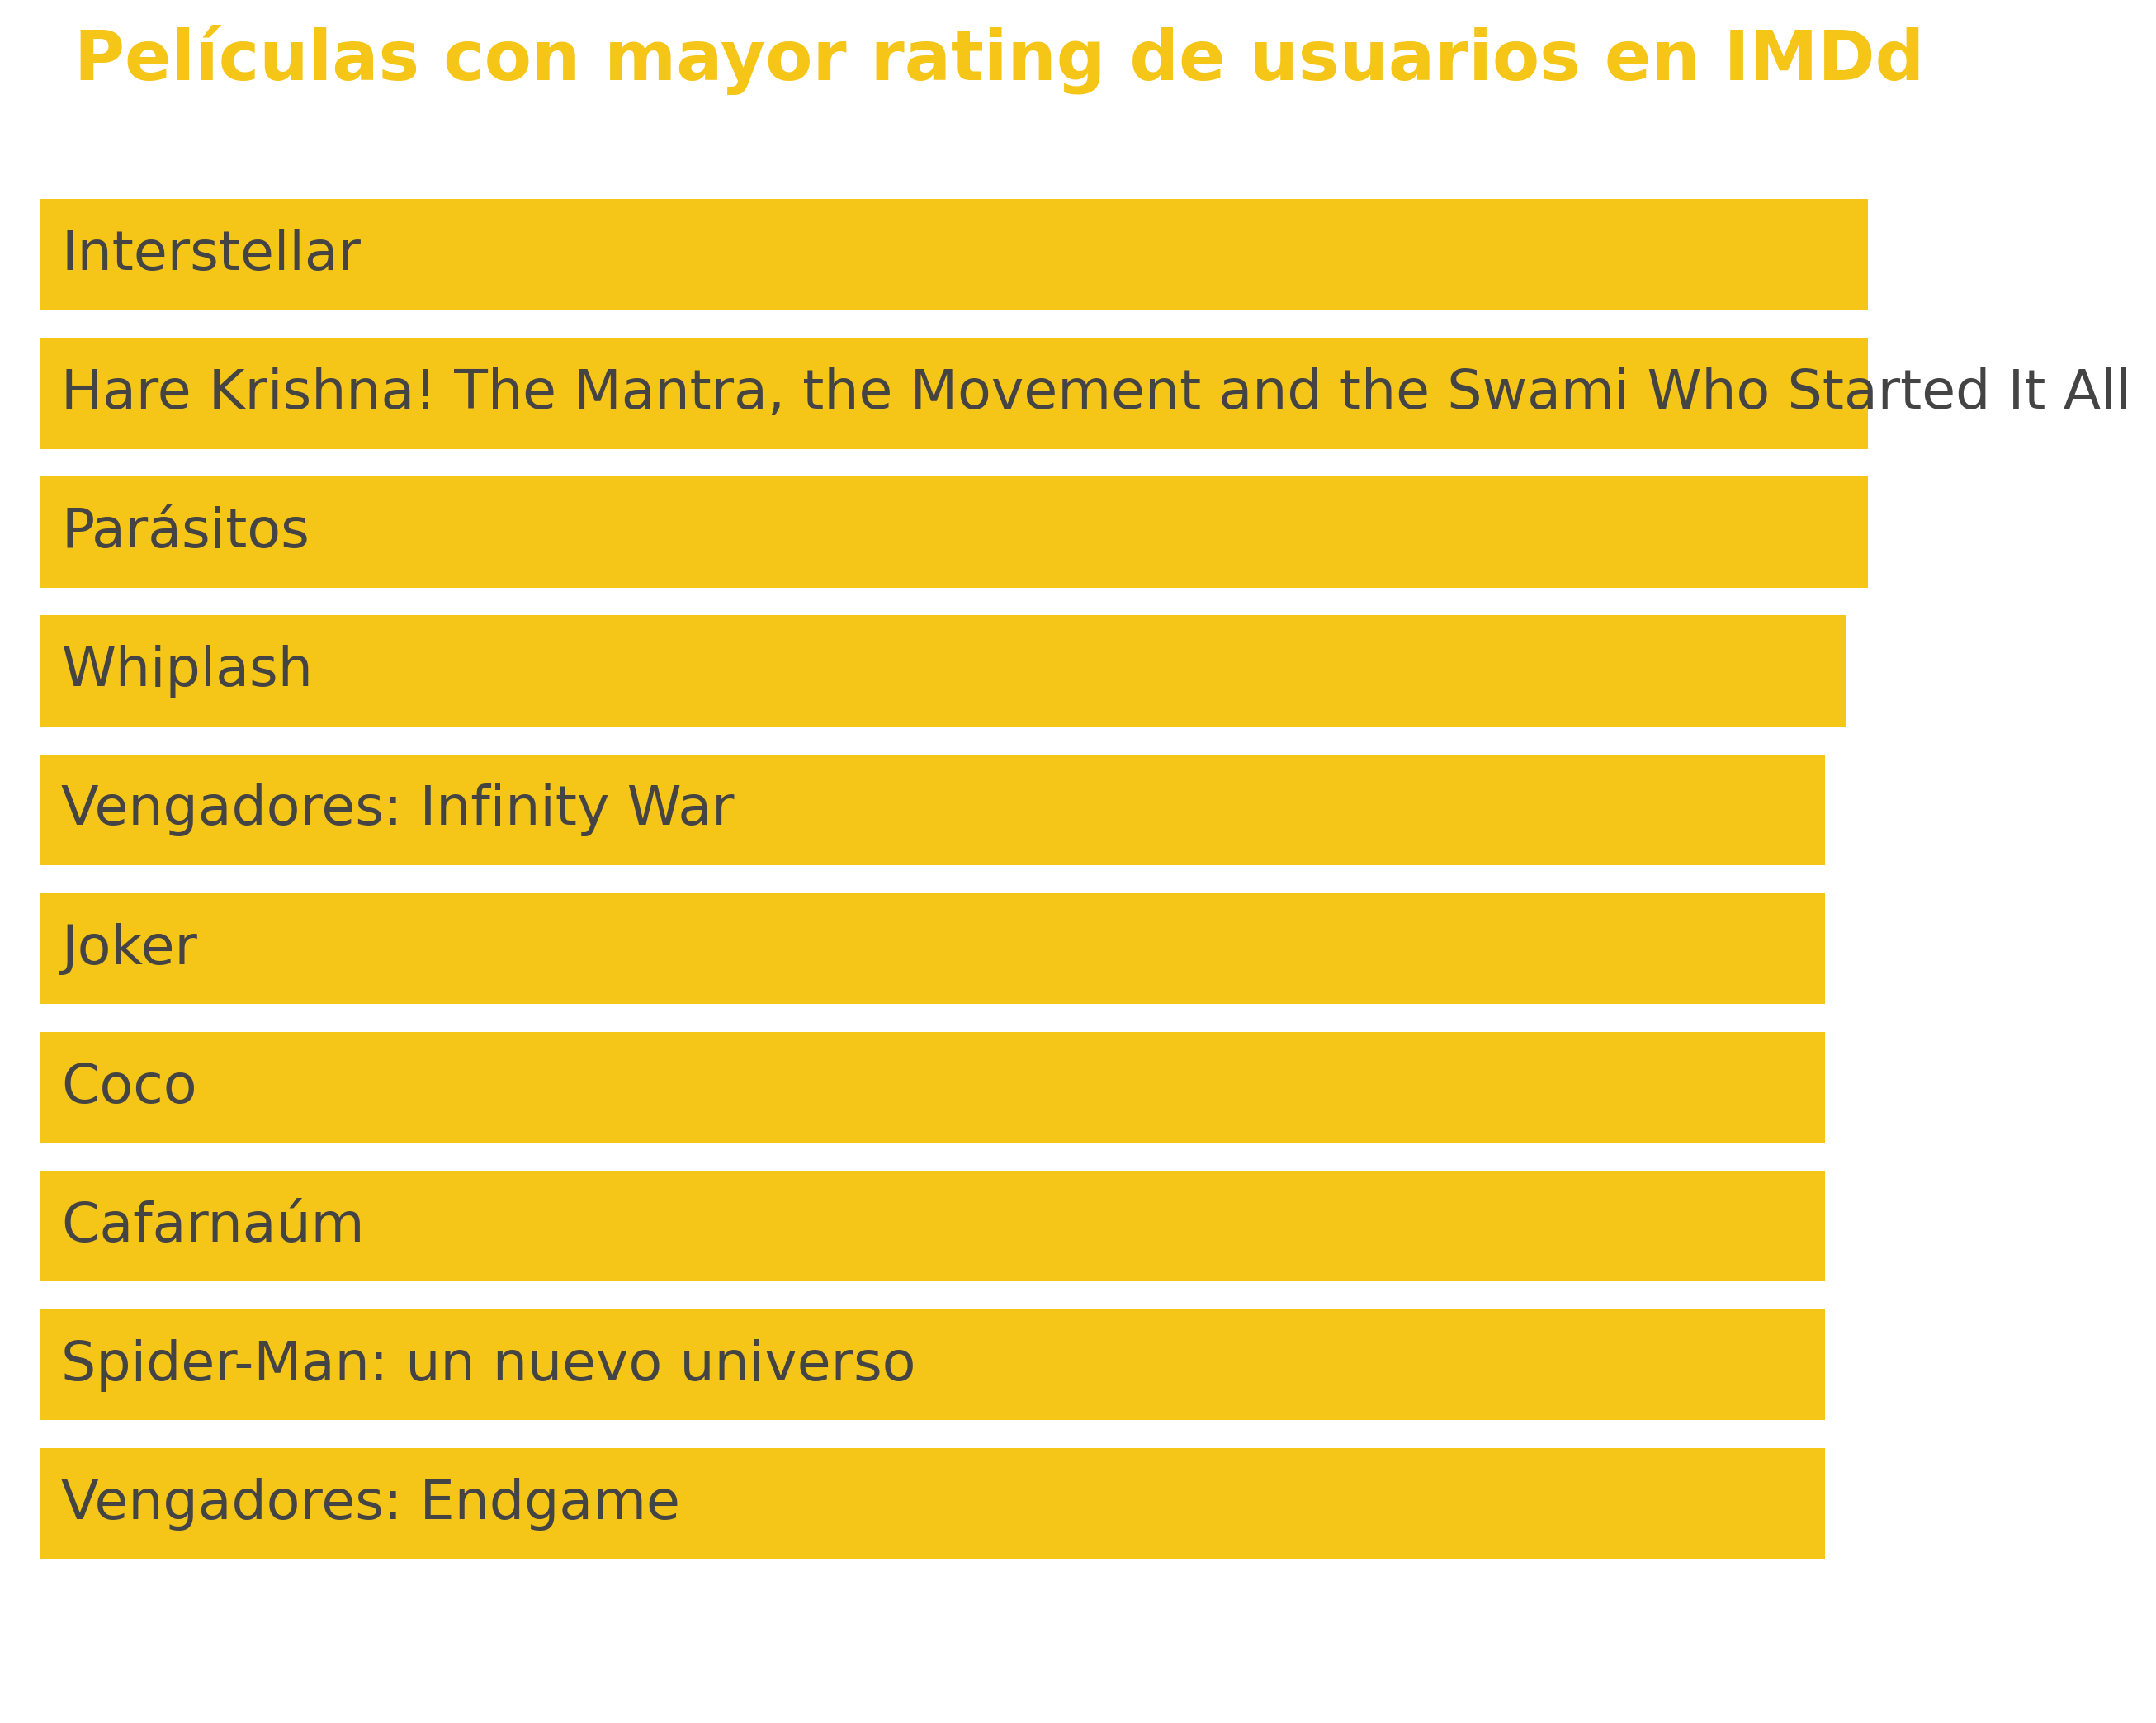 Películas con mayor rating de usuarios en IMDd
Interstellar
Hare Krishna! The Mantra, the Movement and the Swami Who Started It All
Parásitos
Whiplash
Vengadores: Infinity War
Joker
Coco
Cafarnaúm
Spider-Man: un nuevo universo
Vengadores: Endgame